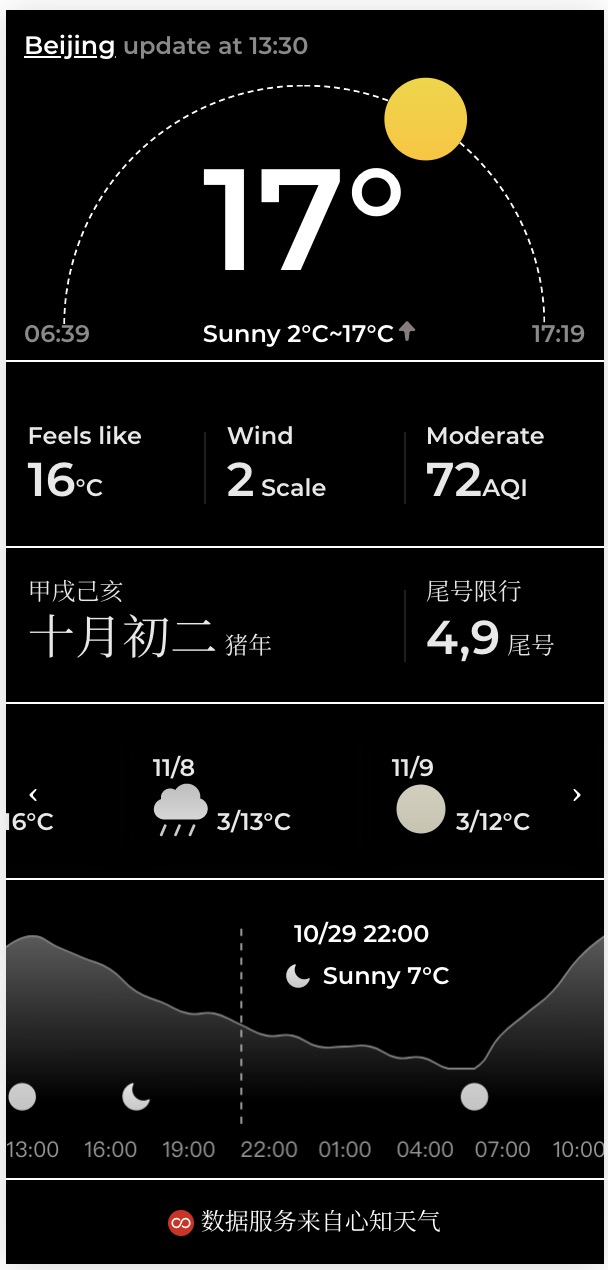 Beijing update at 13:30
17°
06:39 Sunny 2°C~17°C 17:19
Feels like Wind Moderate
16°C 2 Scale 72AQI
甲戌己亥 尾号限行
十月初二 猪年 4,9 尾号
11/8 11/9
‹ ›
16°C 3/13°C 3/12°C
10/29 22:00
Sunny 7°C
13:00 16:00 19:00 22:00 01:00 04:00 07:00 10:00
数据服务来自心知天气